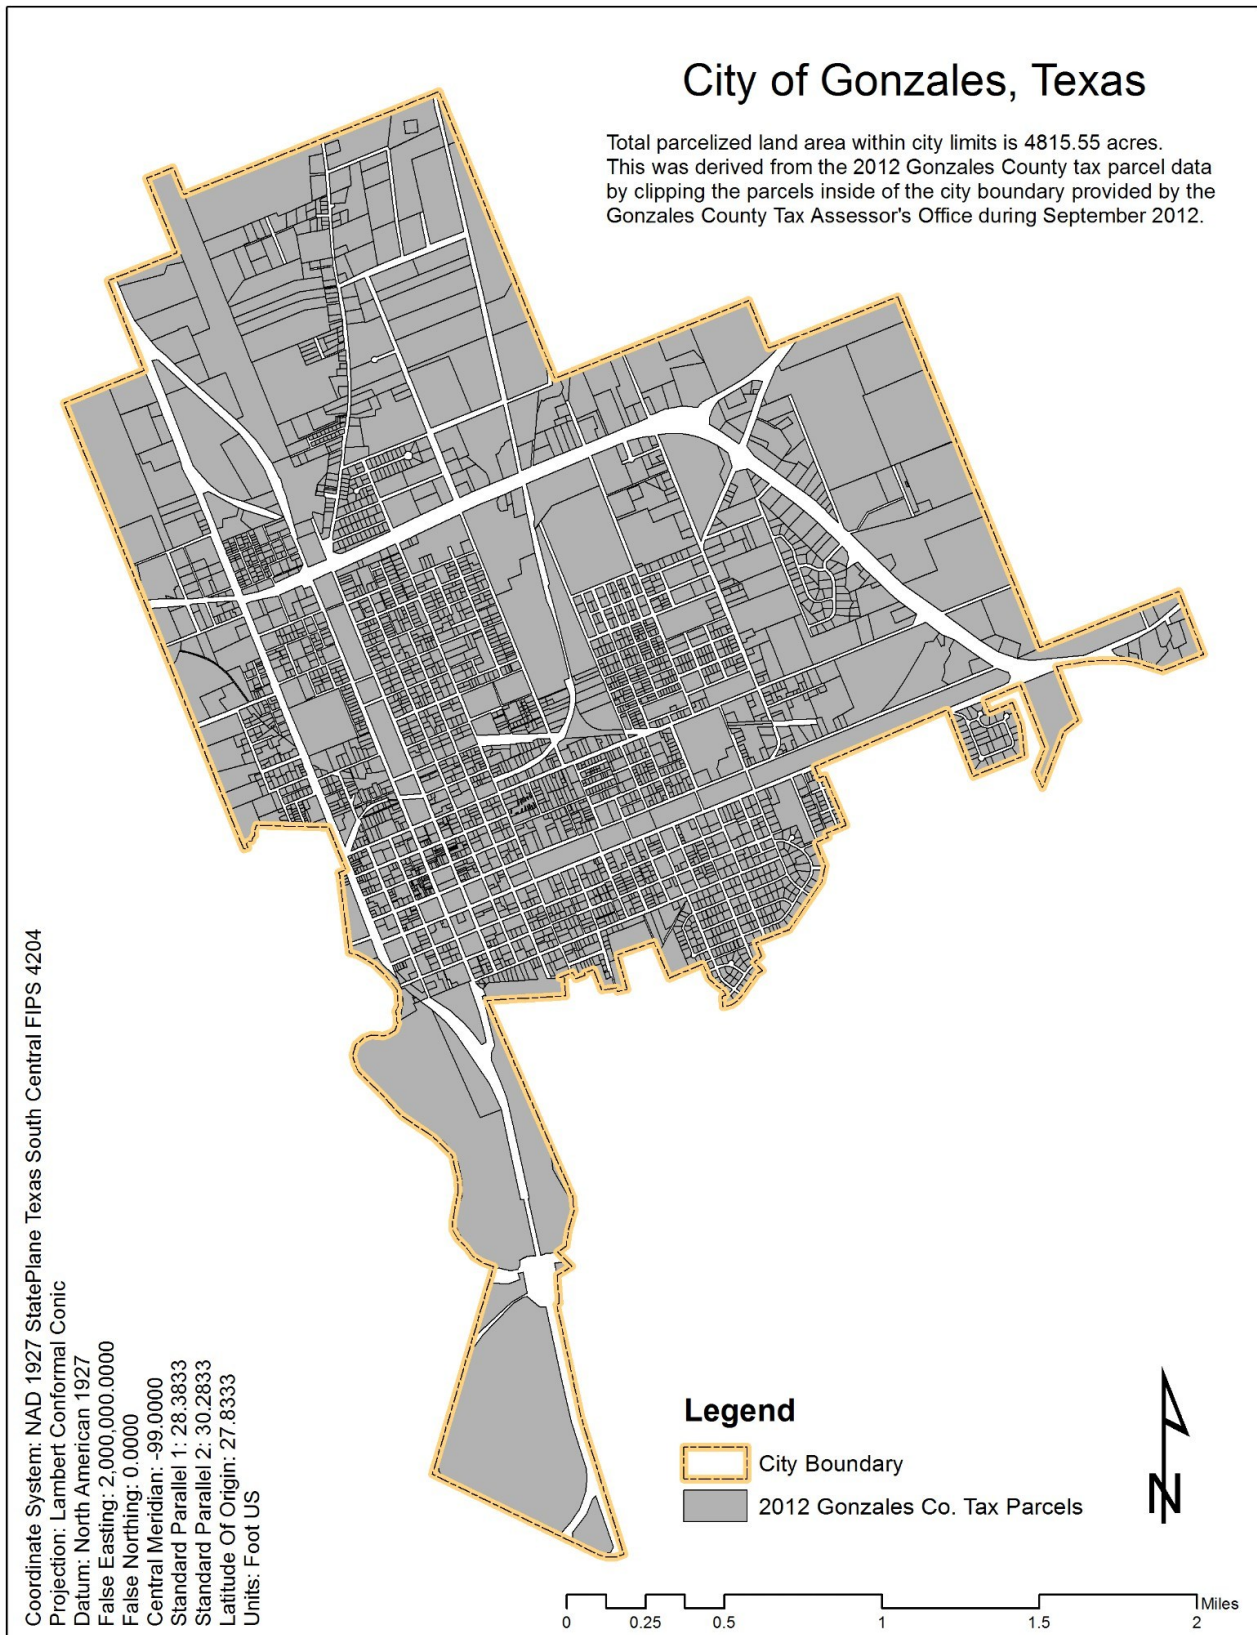 City of Gonzales, Texas
Total parcelized land area within city limits is 4815.55 acres.
This was derived from the 2012 Gonzales County tax parcel data
by clipping the parcels inside of the city boundary provided by the
Gonzales County Tax Assessor's Office during September 2012.
Coordinate System: NAD 1927 StatePlane Texas South Central FIPS 4204
Projection: Lambert Conformal Conic
Datum: North American 1927
False Easting: 2,000,000.0000
False Northing: 0.0000
Central Meridian: -99.0000
Standard Parallel 1: 28.3833
Standard Parallel 2: 30.2833
Latitude Of Origin: 27.8333
Units: Foot US
Legend
City Boundary
2012 Gonzales Co. Tax Parcels
N
Miles
0 0.25 0.5 1 1.5 2